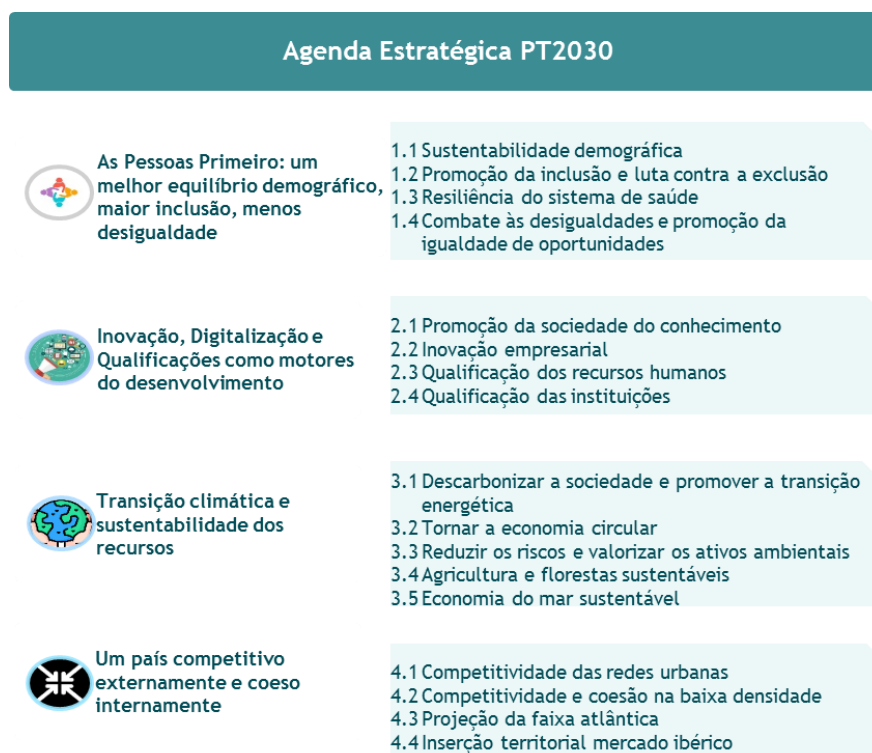 Agenda Estratégica PT2030
As Pessoas Primeiro: um
melhor equilíbrio demográfico,
maior inclusão, menos
desigualdade
1.1 Sustentabilidade demográfica
1.2 Promoção da inclusão e luta contra a exclusão
1.3 Resiliência do sistema de saúde
1.4 Combate às desigualdades e promoção da
igualdade de oportunidades
Inovação, Digitalização e
Qualificações como motores
do desenvolvimento
2.1 Promoção da sociedade do conhecimento
2.2 Inovação empresarial
2.3 Qualificação dos recursos humanos
2.4 Qualificação das instituições
Transição climática e
sustentabilidade dos
recursos
3.1 Descarbonizar a sociedade e promover a transição
energética
3.2 Tornar a economia circular
3.3 Reduzir os riscos e valorizar os ativos ambientais
3.4 Agricultura e florestas sustentáveis
3.5 Economia do mar sustentável
Um país competitivo
externamente e coeso
internamente
4.1 Competitividade das redes urbanas
4.2 Competitividade e coesão na baixa densidade
4.3 Projeção da faixa atlântica
4.4 Inserção territorial mercado ibérico